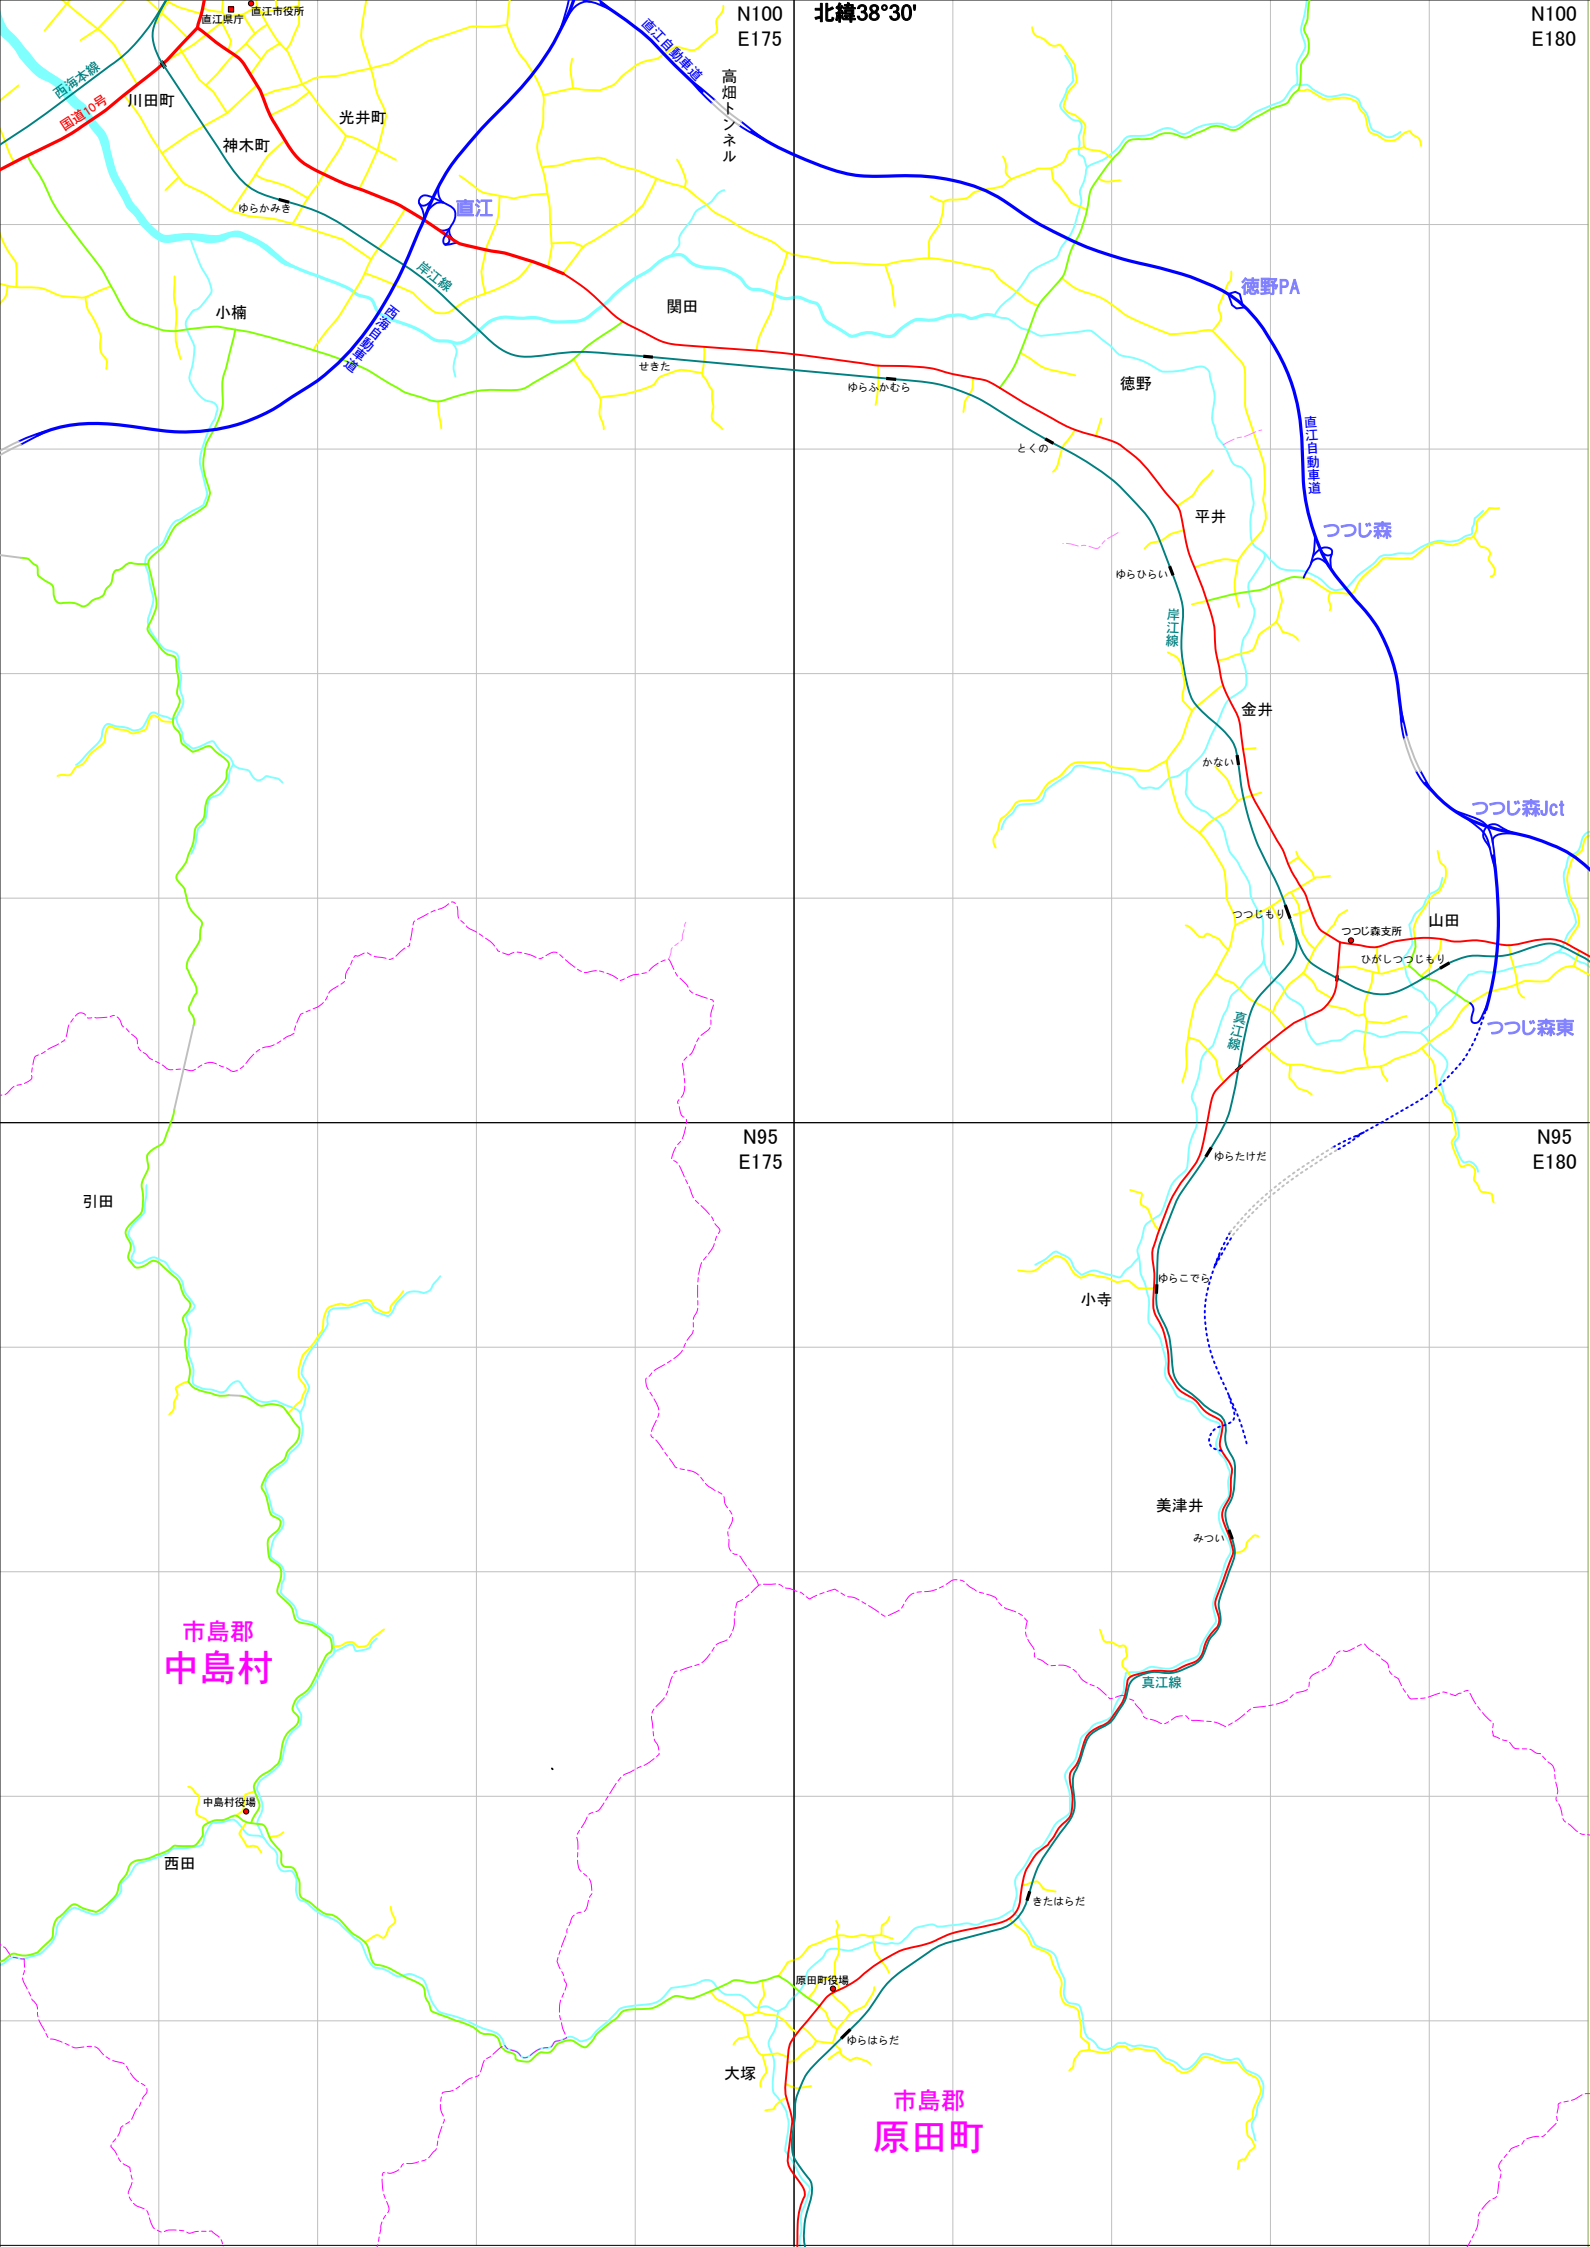 直江県庁
直江市役所
N100
E175
北緯38°30'
N100
E180
西海本線
国道10号
川田町
神木町
光井町
直江自動車道
高畑トンネル
ゆらかみき
直江
岸江線
小楠
西海自動車道
関田
せきた
ゆらふかむら
徳野PA
徳野
とくの
直江自動車道
平井
つつじ森
ゆらひらい
岸江線
金井
かない
つつじ森Jct
つつじもり
つつじ森支所
山田
ひがしつつじもり
真江線
つつじ森東
N95
E175
N95
E180
ゆらたけだ
引田
ゆらこでら
小寺
美津井
みつい
市島郡
中島村
真江線
中島村役場
西田
きたはらだ
原田町役場
ゆらはらだ
大塚
市島郡
原田町